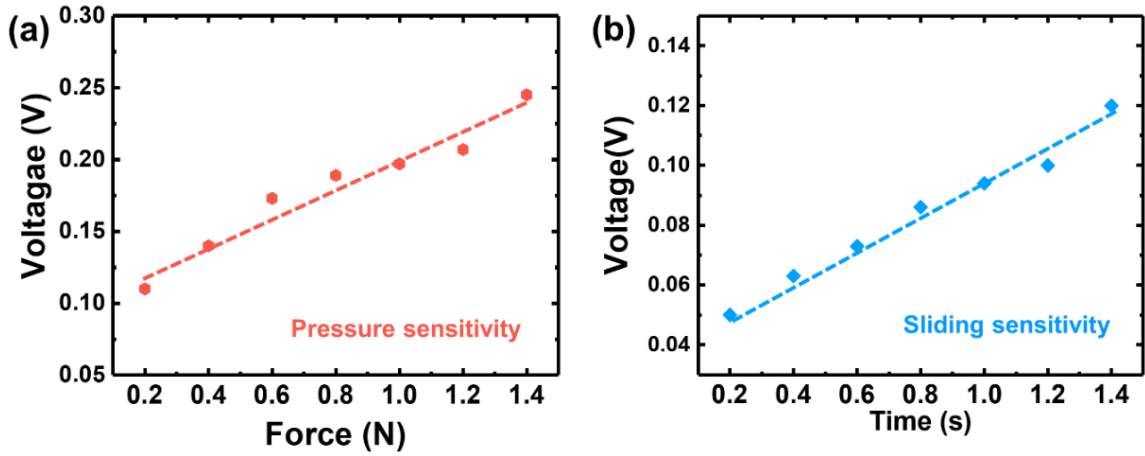 (a)
0.30
0.25
0.20
0.15
0.10
0.05
Voltagae (V)
Pressure sensitivity
0.2 0.4 0.6 0.8 1.0 1.2 1.4
Force (N)
(b)
0.14
0.12
0.10
0.08
0.06
0.04
Voltage(V)
Sliding sensitivity
0.2 0.4 0.6 0.8 1.0 1.2 1.4
Time (s)